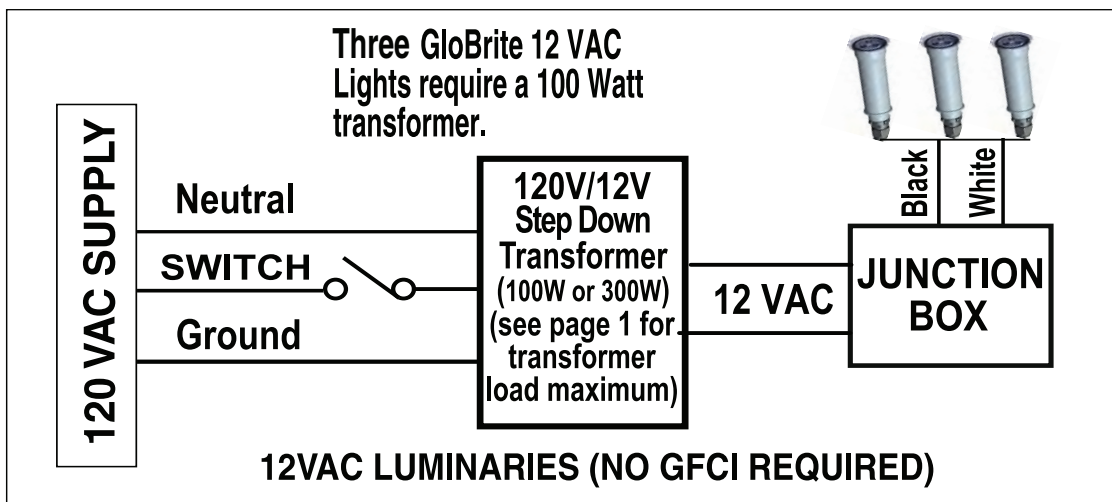 Three GloBrite 12 VAC
Lights require a 100 Watt
transformer.
120 VAC SUPPLY
Neutral
SWITCH
Ground
120V/12V
Step Down
Transformer
(100W or 300W)
(see page 1 for
transformer
load maximum)
12 VAC
Black
White
JUNCTION
BOX
12VAC LUMINARIES (NO GFCI REQUIRED)